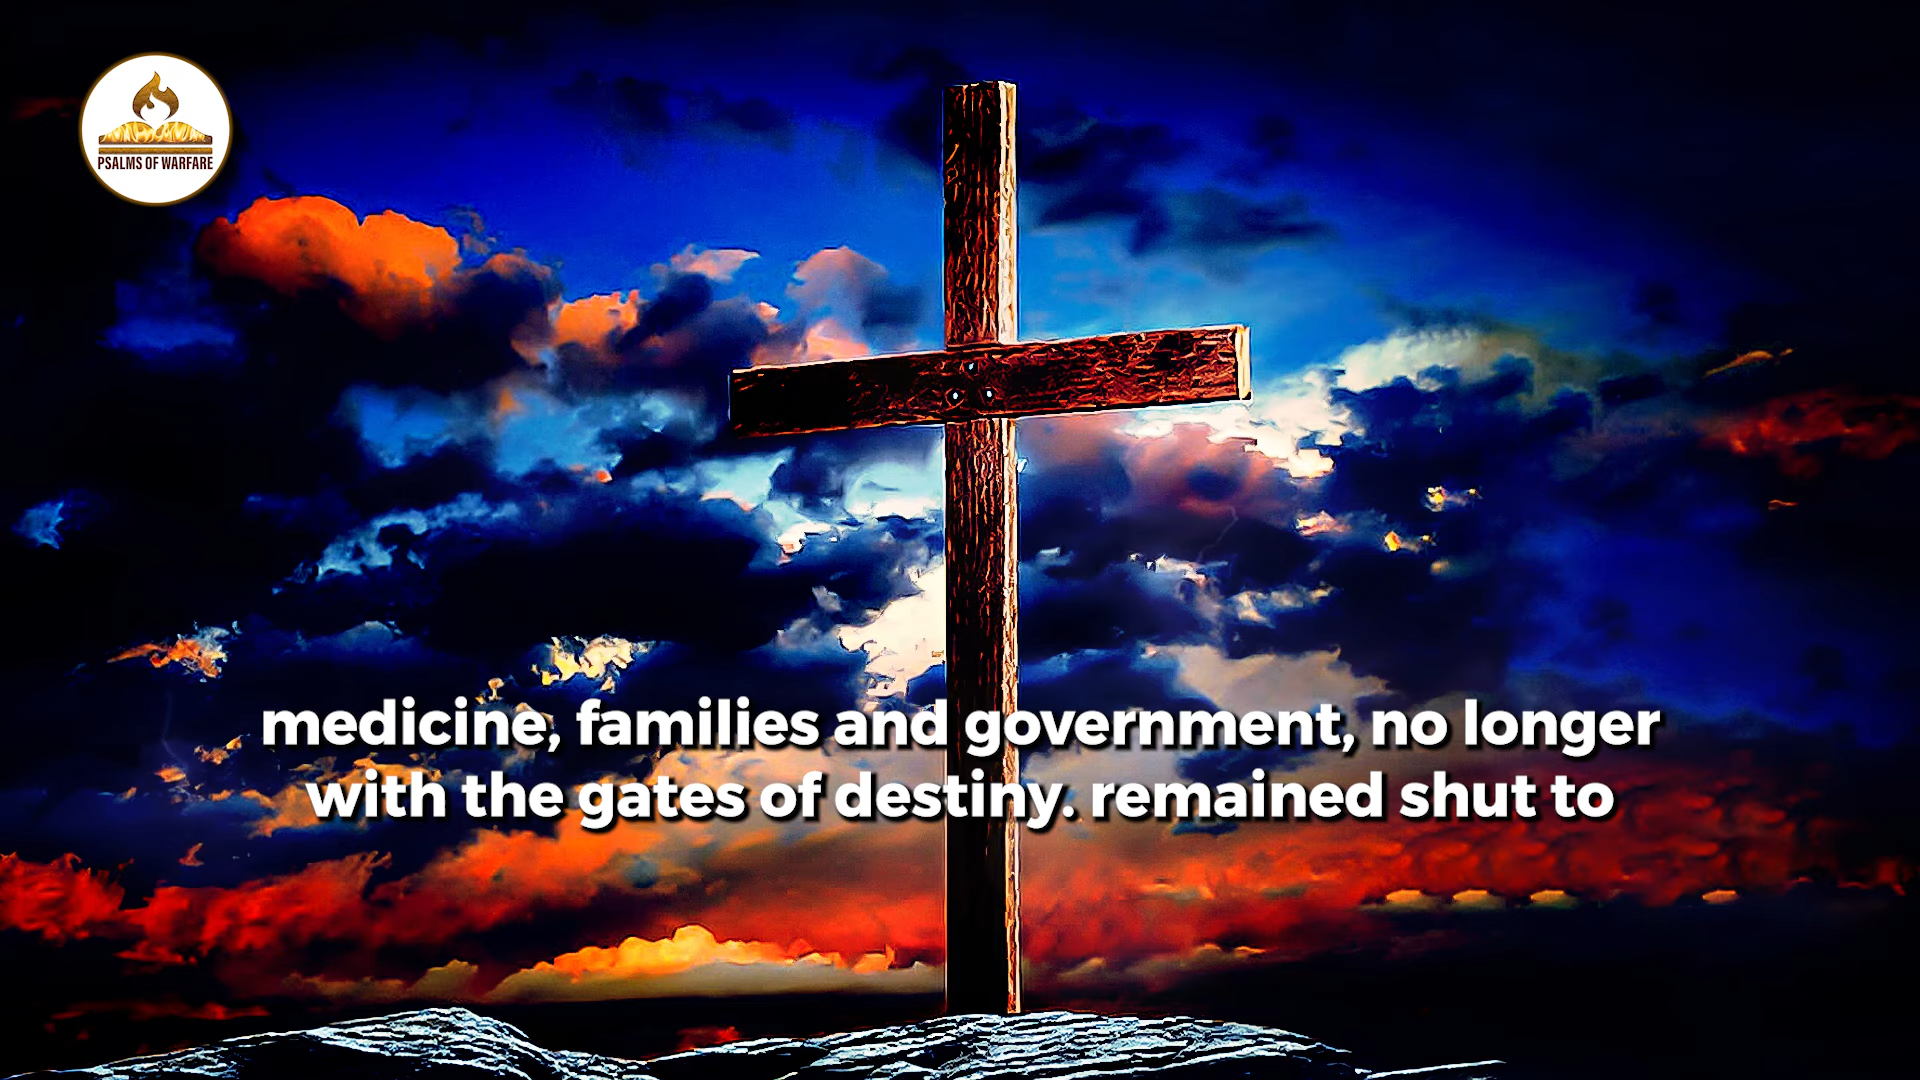 PSALMS OF WARFARE
medicine, families and government, no longer
with the gates of destiny. remained shut to